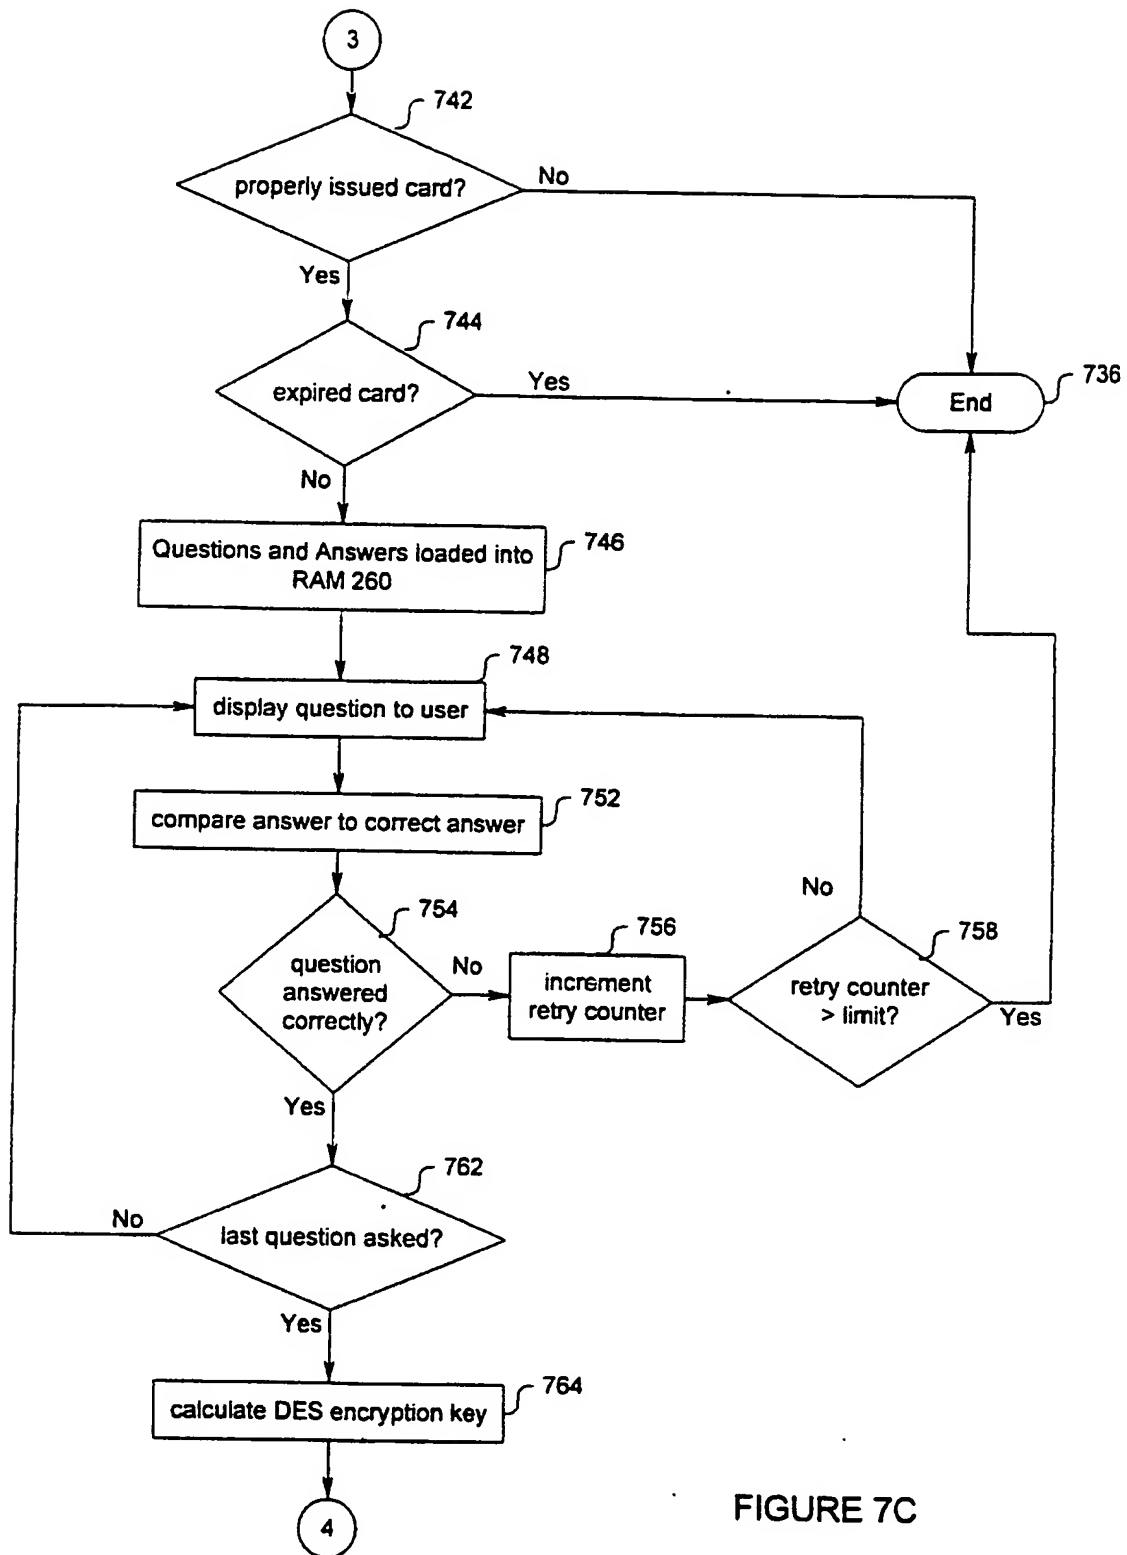 3
742
properly issued card?
No
Yes
744
expired card?
Yes
736
End
No
Questions and Answers loaded into
RAM 260
746
748
display question to user
752
compare answer to correct answer
No
754
756
758
question
answered
correctly?
No
increment
retry counter
retry counter
> limit?
Yes
Yes
762
No
last question asked?
Yes
764
calculate DES encryption key
4
FIGURE 7C